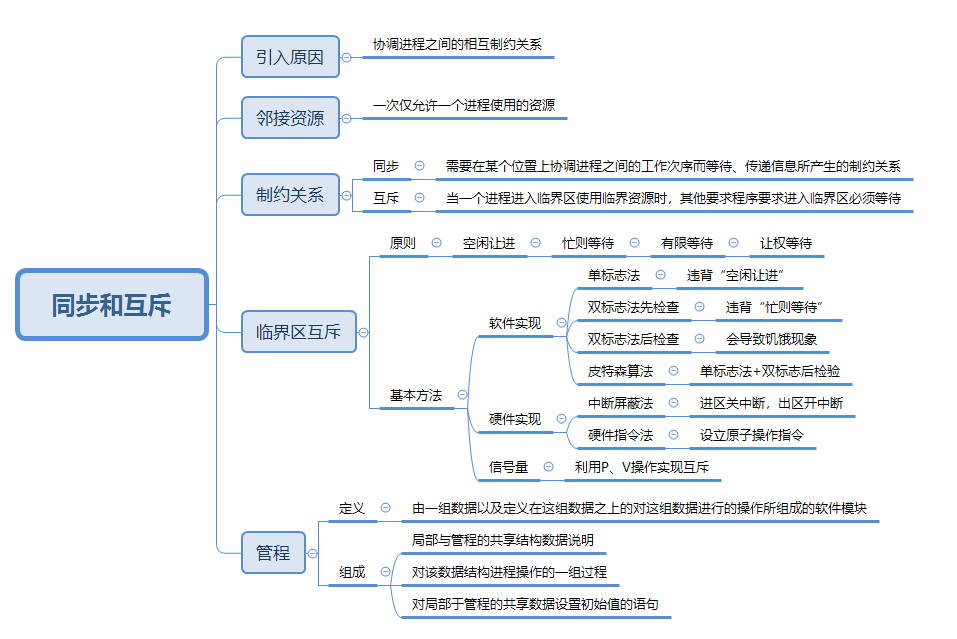 同步和互斥
引入原因
协调进程之间的相互制约关系
邻接资源
一次仅允许一个进程使用的资源
制约关系
同步
需要在某个位置上协调进程之间的工作次序而等待、传递信息所产生的制约关系
互斥
当一个进程进入临界区使用临界资源时，其他要求程序要求进入临界区必须等待
临界区互斥
原则
空闲让进
忙则等待
有限等待
让权等待
基本方法
软件实现
单标志法
违背“空闲让进”
双标志法先检查
违背“忙则等待”
双标志法后检查
会导致饥饿现象
皮特森算法
单标志法+双标志后检验
硬件实现
中断屏蔽法
进区关中断，出区开中断
硬件指令法
设立原子操作指令
信号量
利用P、V操作实现互斥
管程
定义
由一组数据以及定义在这组数据之上的对这组数据进行的操作所组成的软件模块
组成
局部与管程的共享结构数据说明
对该数据结构进程操作的一组过程
对局部于管程的共享数据设置初始值的语句